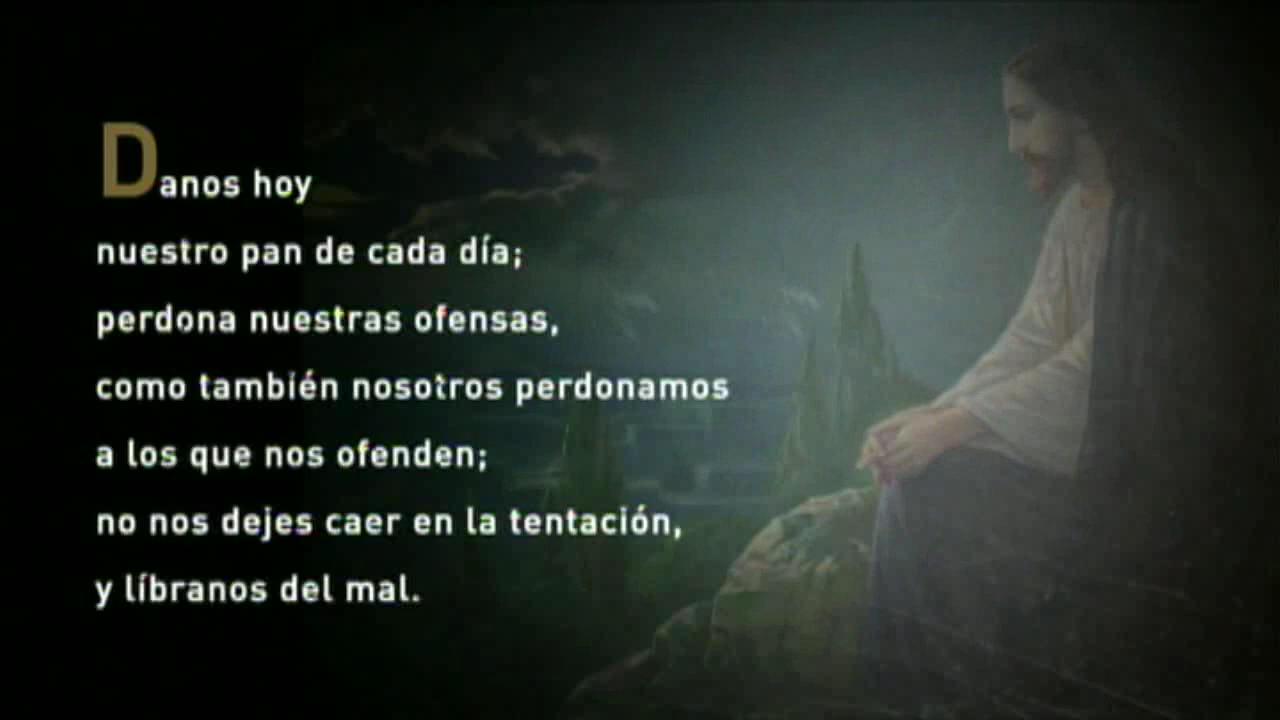 Danos hoy
nuestro pan de cada día;
perdona nuestras ofensas,
como también nosotros perdonamos
a los que nos ofenden;
no nos dejes caer en la tentación,
y líbranos del mal.